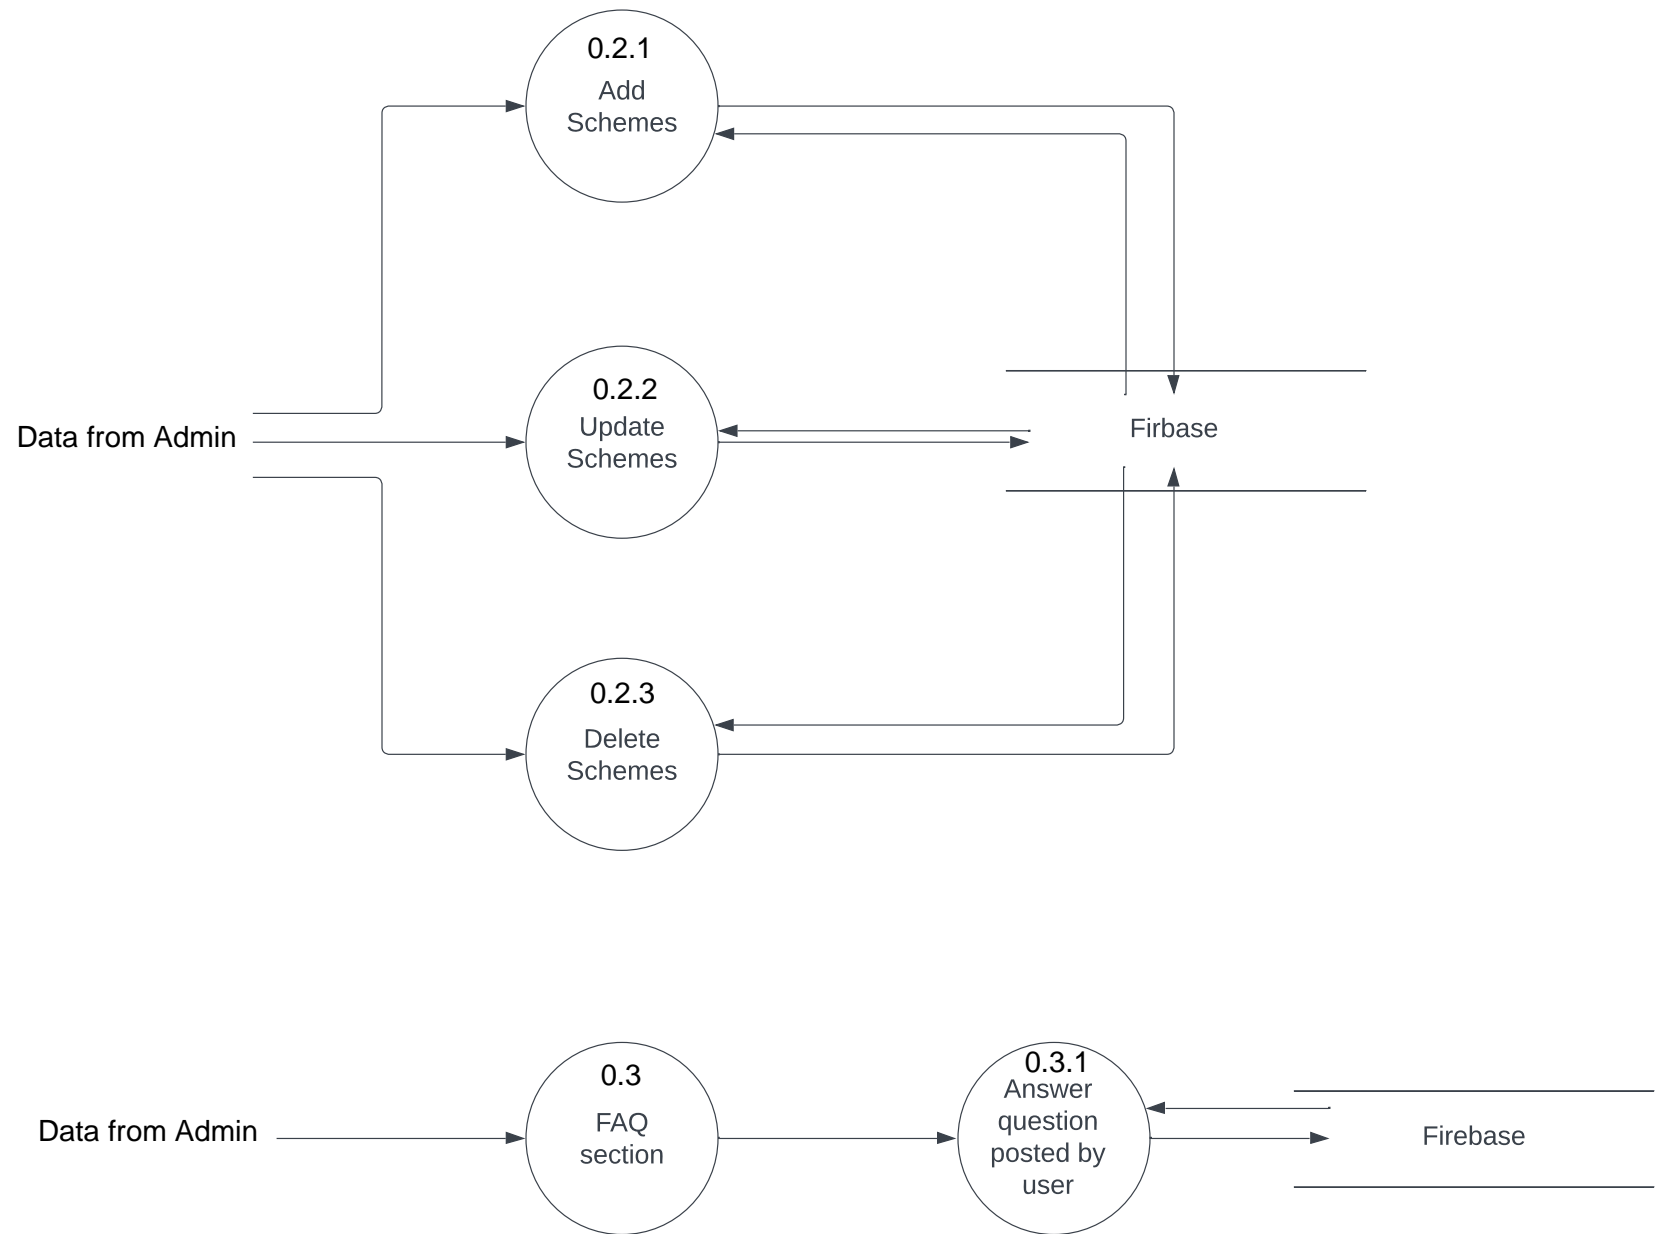 0.2.1
Add
Schemes
0.2.2
Update
Schemes
Data from Admin
Firbase
0.2.3
Delete
Schemes
0.3
FAQ
section
Data from Admin
0.3.1
Answer
question
posted by
user
Firebase